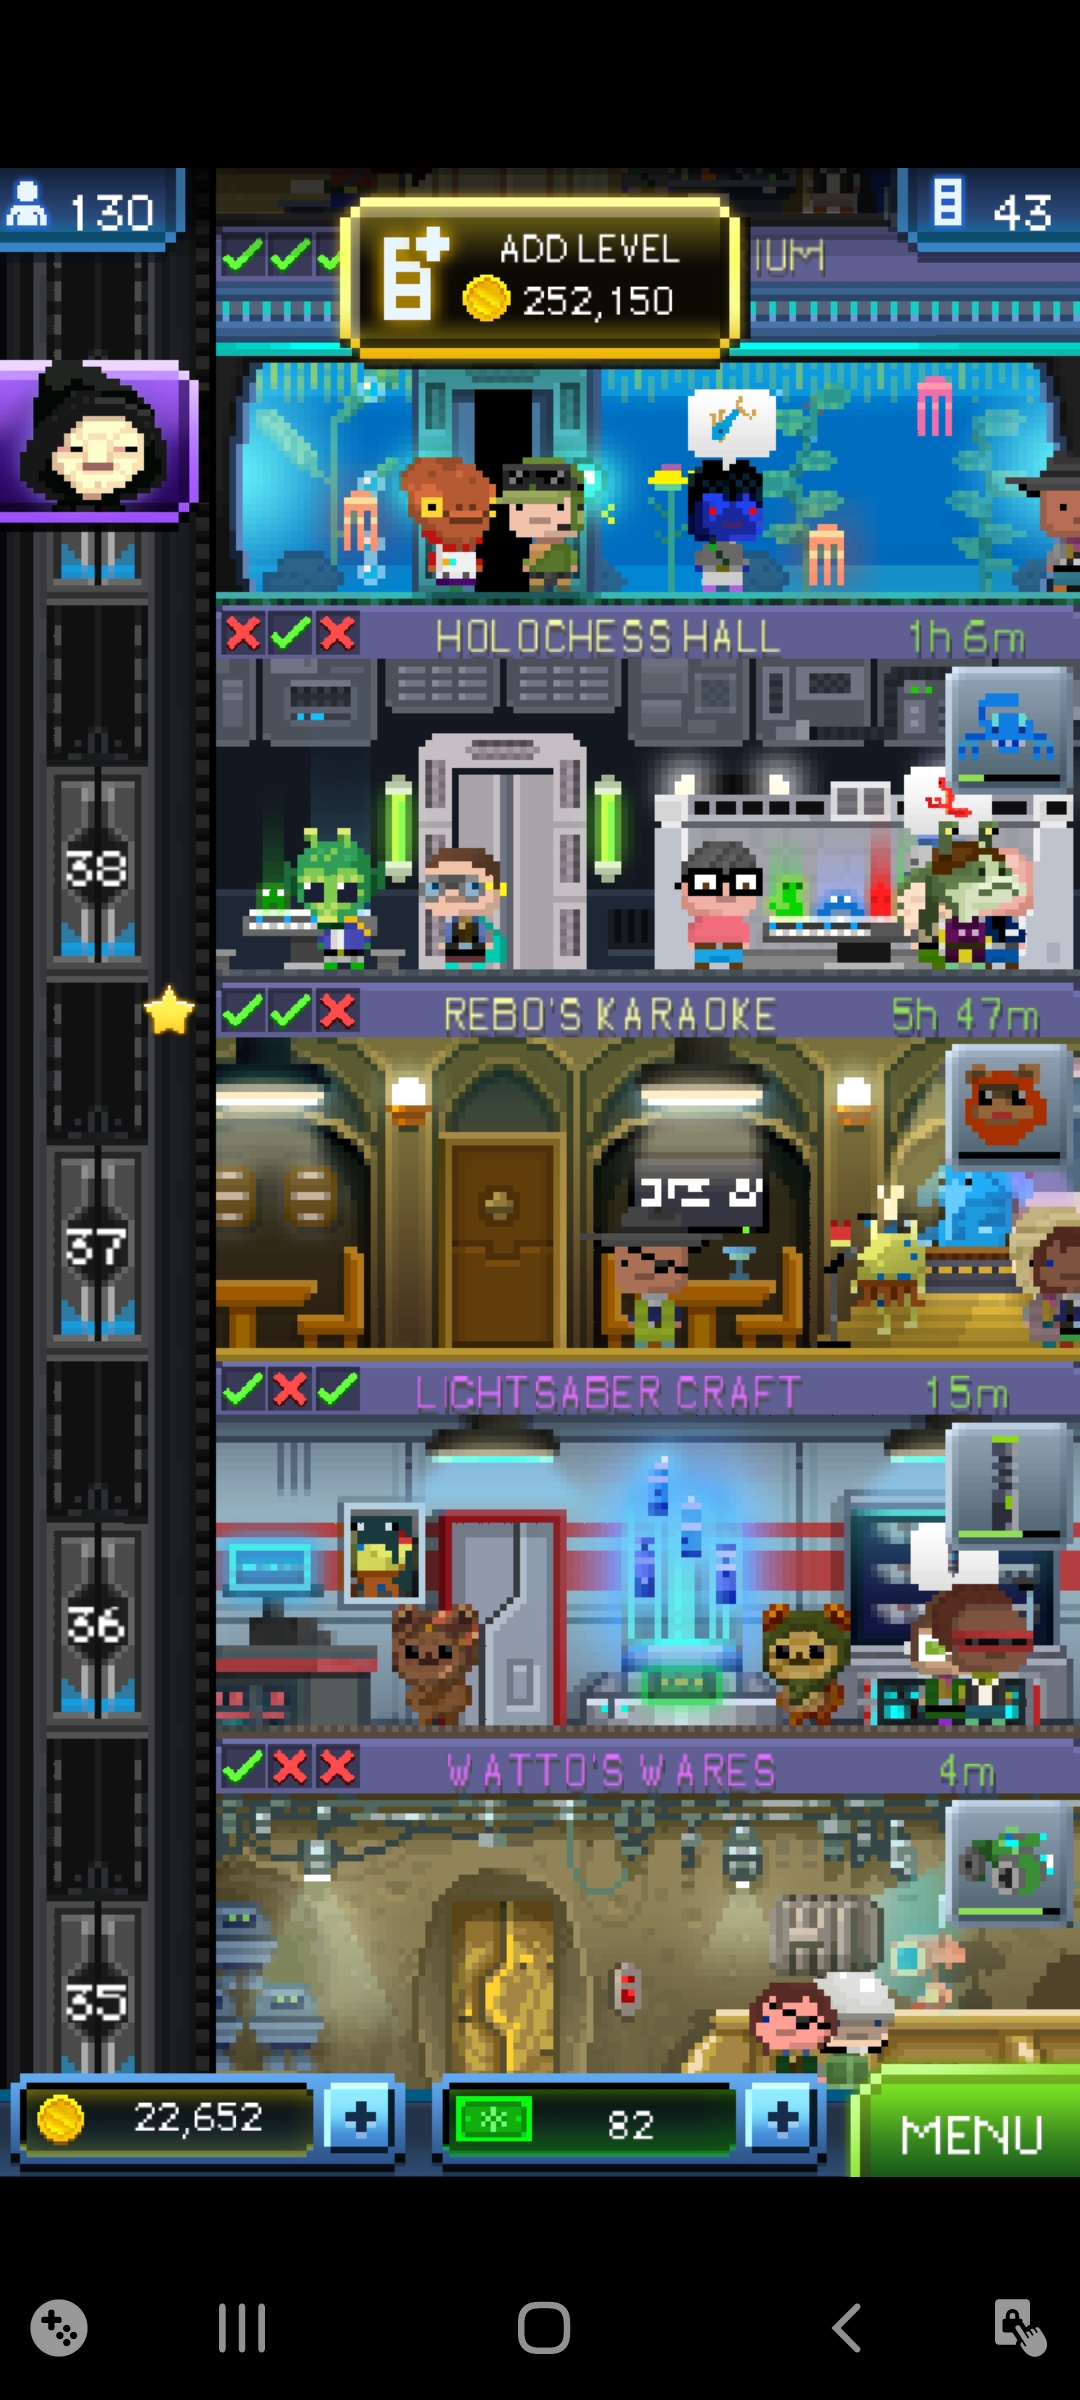 130
43
ADD LEVEL
252,150
IUM
HOLOCHESS HALL 1h 6m
38
REBO'S KARAOKE 5h 47m
37
LIGHTSABER CRAFT 15m
36
WATTO'S WARES 4m
35
22,652
82
MENU